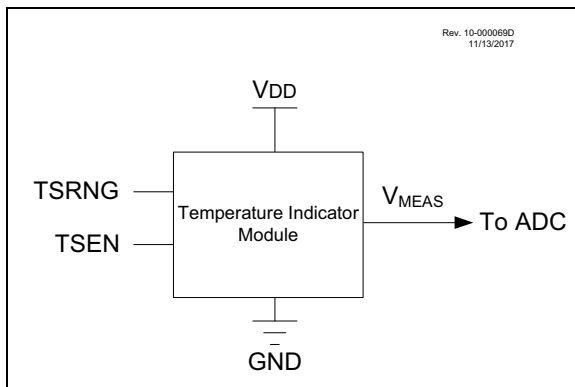 Rev. 10-000069D
11/13/2017
VDD
TSRNG
TSEN
Temperature Indicator
Module
VMEAS
To ADC
GND